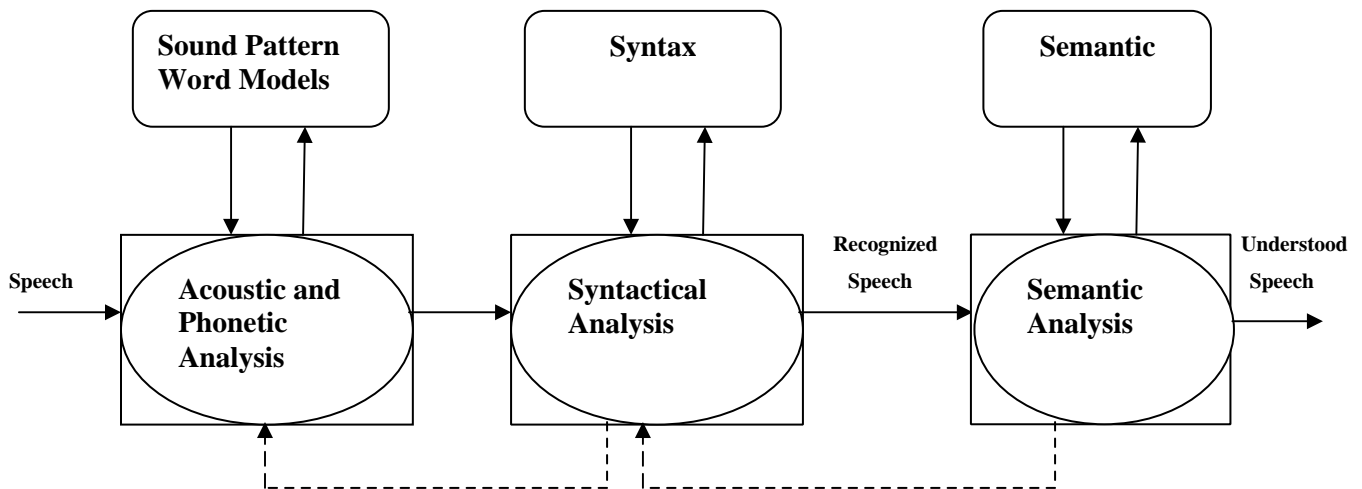 Sound Pattern
Word Models
Syntax
Semantic
Speech
Acoustic and
Phonetic
Analysis
Syntactical
Analysis
Recognized
Speech
Semantic
Analysis
Understood
Speech